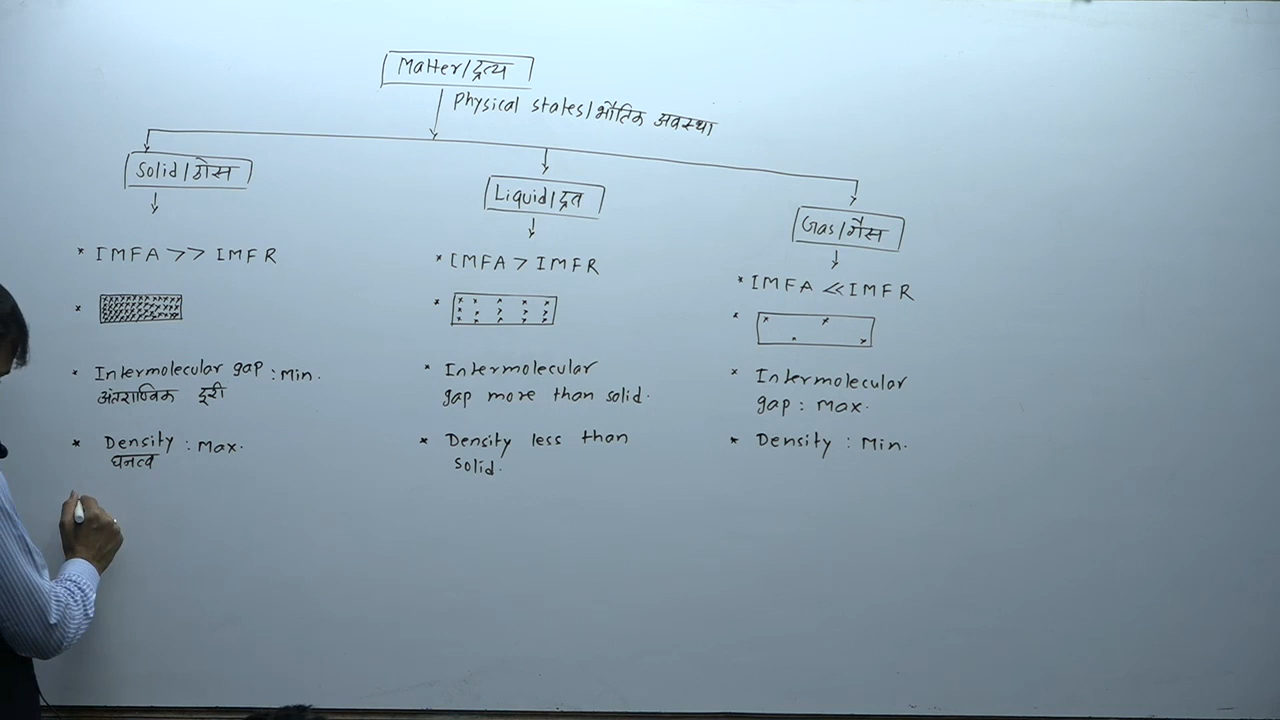 Matter/द्रव्य
Physical states/भौतिक अवस्था
Solid/ठोस
* IMFA >> IMFR
*
* Intermolecular gap : Min.
अंतराण्विक दूरी
* Density : Max.
घनत्व
Liquid/द्रव
* IMFA > IMFR
*
* Intermolecular
gap more than solid.
* Density less than
solid.
Gas/गैस
* IMFA << IMFR
*
* Intermolecular
gap : Max.
* Density : Min.